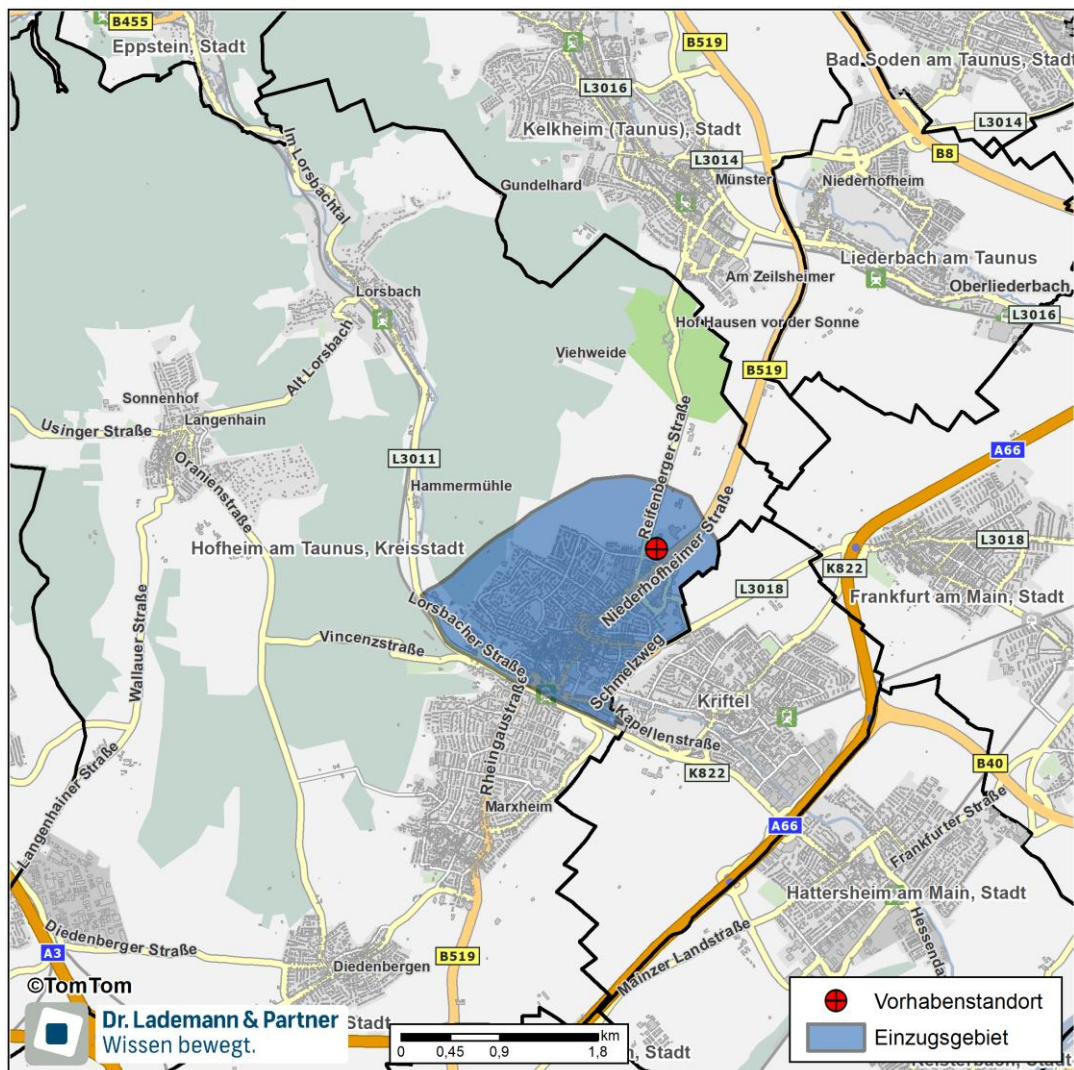 B455
Eppstein, Stadt
B519
L3016
Bad Soden am Taunus, Stadt
L3014
Kelkheim (Taunus), Stadt
L3014
B8
Im Lorsbachtal
Gundelhard
Münster
Niederhofheim
Liederbach am Taunus
Am Zeilsheimer
Oberliederbach
Lorsbach
L3016
Hof Hausen vor der Sonne
Viehweide
Alt Lorsbach
B519
Sonnenhof
Langenhain
Usinger Straße
Oranienstraße
L3011
Reifenberger Straße
A66
Hammermühle
Hofheim am Taunus, Kreisstadt
Niederhofheimer Straße
L3018
K822
L3018
Frankfurt am Main, Stadt
Lorsbacher Straße
Vincenzstraße
Wallauer Straße
Schmelzweg
Kriftel
Kapellenstraße
Rheingaustraße
K822
B40
Marxheim
Langenhainer Straße
A66
Frankfurter Straße
Hattersheim am Main, Stadt
Diedenberger Straße
A3
Diedenbergen
B519
Mainzer Landstraße
Hessenda
©TomTom
Dr. Lademann & Partner
Wissen bewegt.
Stadt
km
0 0,45 0,9 1,8
, Stadt
Vorhabenstandort
Einzugsgebiet